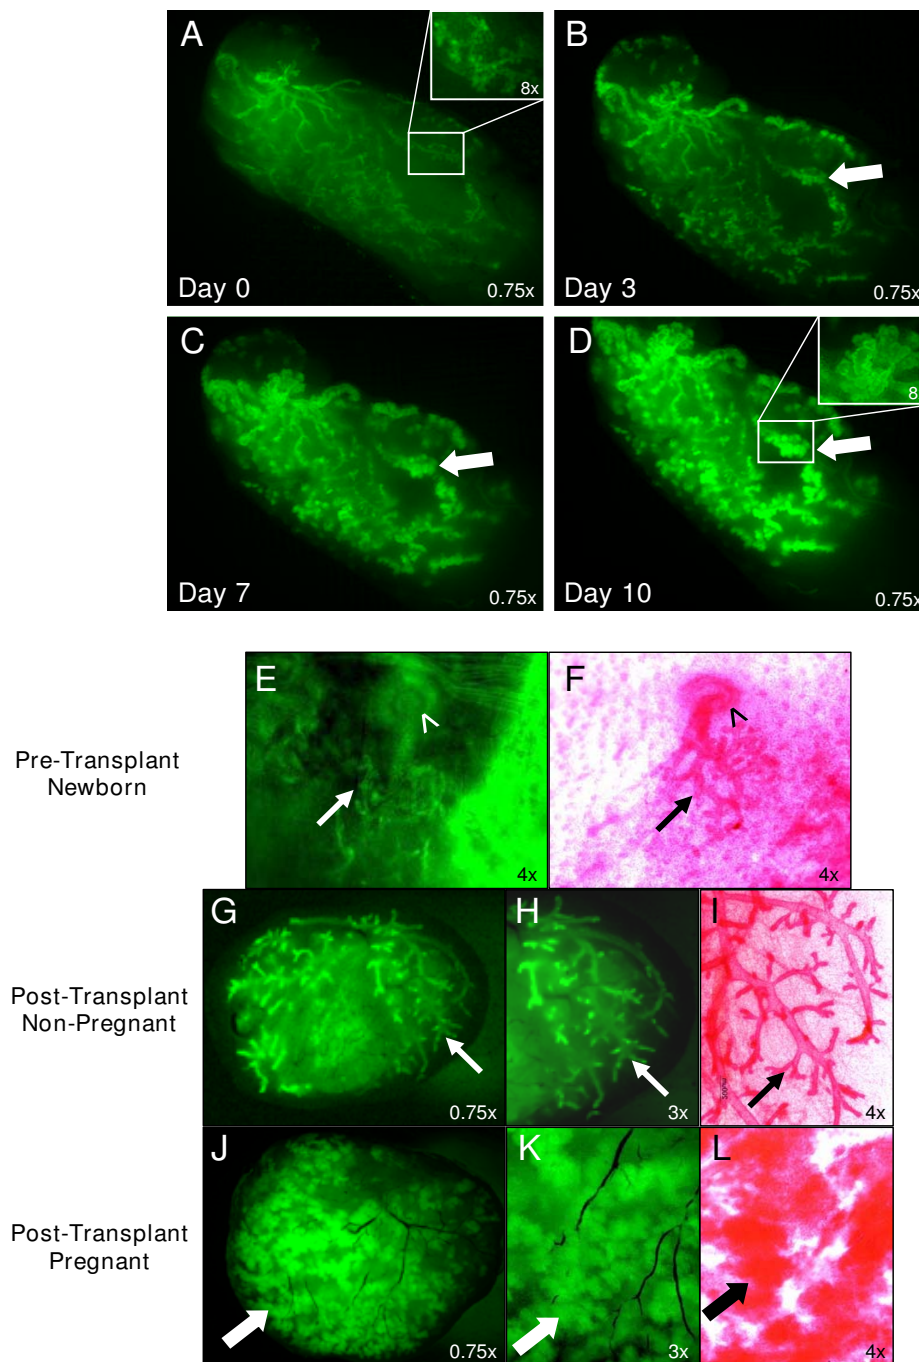 A
8x
Day 0
0.75x
B
Day 3
0.75x
C
Day 7
0.75x
D
8
Day 10
0.75x
Pre-Transplant
Newborn
E
4x
F
4x
Post-Transplant
Non-Pregnant
G
0.75x
H
3x
I
4x
Post-Transplant
Pregnant
J
0.75x
K
3x
L
4x